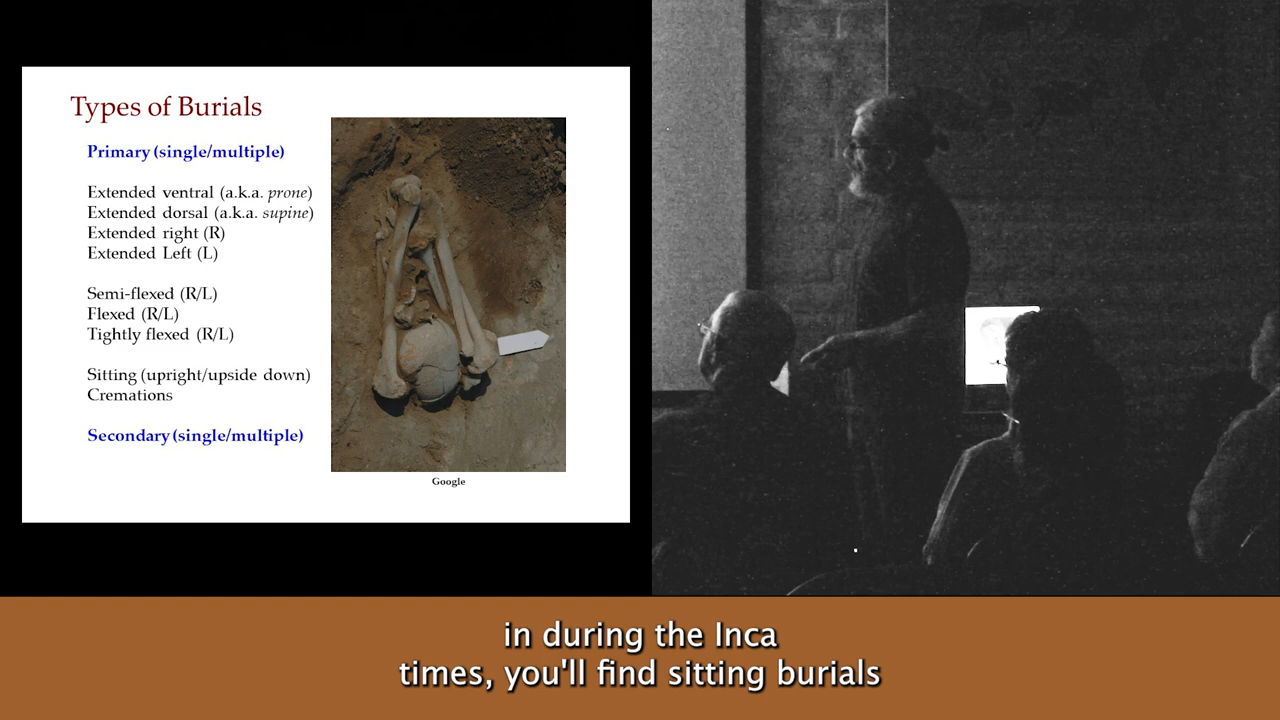 Types of Burials
Primary (single/multiple)
Extended ventral (a.k.a. prone)
Extended dorsal (a.k.a. supine)
Extended right (R)
Extended Left (L)
Semi-flexed (R/L)
Flexed (R/L)
Tightly flexed (R/L)
Sitting (upright/upside down)
Cremations
Secondary (single/multiple)
Google
in during the Inca
times, you'll find sitting burials